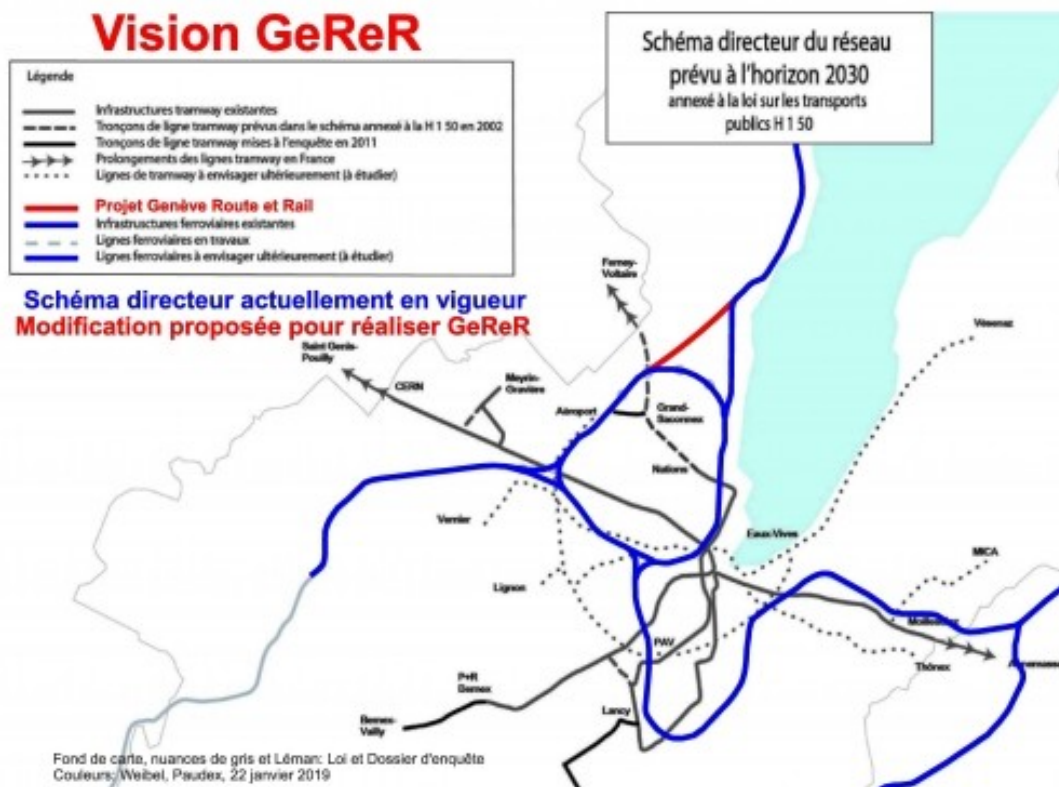 Vision GeReR
Schéma directeur du réseau
prévu à l'horizon 2030
annexé à la loi sur les transports
publics H 1 50
Légende
Infrastructures tramway existantes
Tronçons de ligne tramway prévus dans le schéma annexé à la H 1 50 en 2002
Tronçons de ligne tramway mises à l'enquête en 2011
Prolongements des lignes tramway en France
Lignes de tramway à envisager ultérieurement (à étudier)
Projet Genève Route et Rail
Infrastrusctures ferroviaires existantes
Lignes ferroviaires en travaux
Lignes ferroviaires à envisager ultérieurement (à étudier)
Schéma directeur actuellement en vigueur
Modification proposée pour réaliser GeReR
Ferney-
Voltaire
Vésenaz
Saint Genis-
Pouilly
CERN
Meyrin-
Gravière
Aéroport
Grand-
Saconnex
Nations
Vernier
Eaux-Vives
MICA
Lignon
Moillesulaz
PAV
Thônex
Annemasse
P+R
Bernex
Lancy
Bernex-
Vailly
Fond de carte, nuances de gris et Léman: Loi et Dossier d'enquête
Couleurs: Weibel, Paudex, 22 janvier 2019